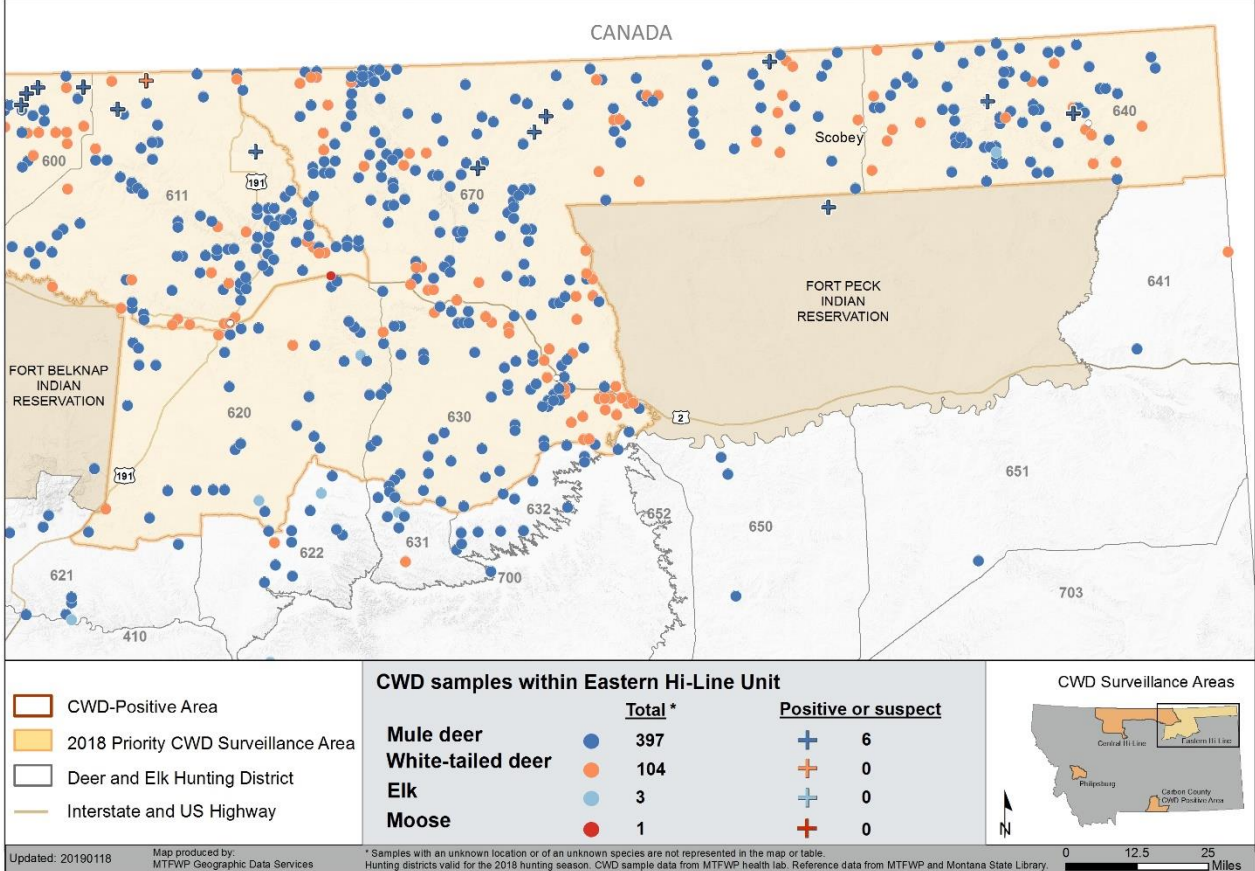 CANADA
640
Scobey
600
191
670
611
641
FORT PECK
INDIAN
RESERVATION
FORT BELKNAP
INDIAN
RESERVATION
620
630
2
191
651
632
652
650
622
631
621
700
703
410
CWD-Positive Area
2018 Priority CWD Surveillance Area
Deer and Elk Hunting District
Interstate and US Highway
CWD samples within Eastern Hi-Line Unit
Total * Positive or suspect
Mule deer 397 6
White-tailed deer 104 0
Elk 3 0
Moose 1 0
CWD Surveillance Areas
Central Hi-Line
Eastern Hi-Line
Philipsburg
Carbon County
CWD Positive Area
N
0 12.5 25
Miles
Updated: 20190118
Map produced by:
MTFWP Geographic Data Services
* Samples with an unknown location or of an unknown species are not represented in the map or table.
Hunting districts valid for the 2018 hunting season. CWD sample data from MTFWP health lab. Reference data from MTFWP and Montana State Library.